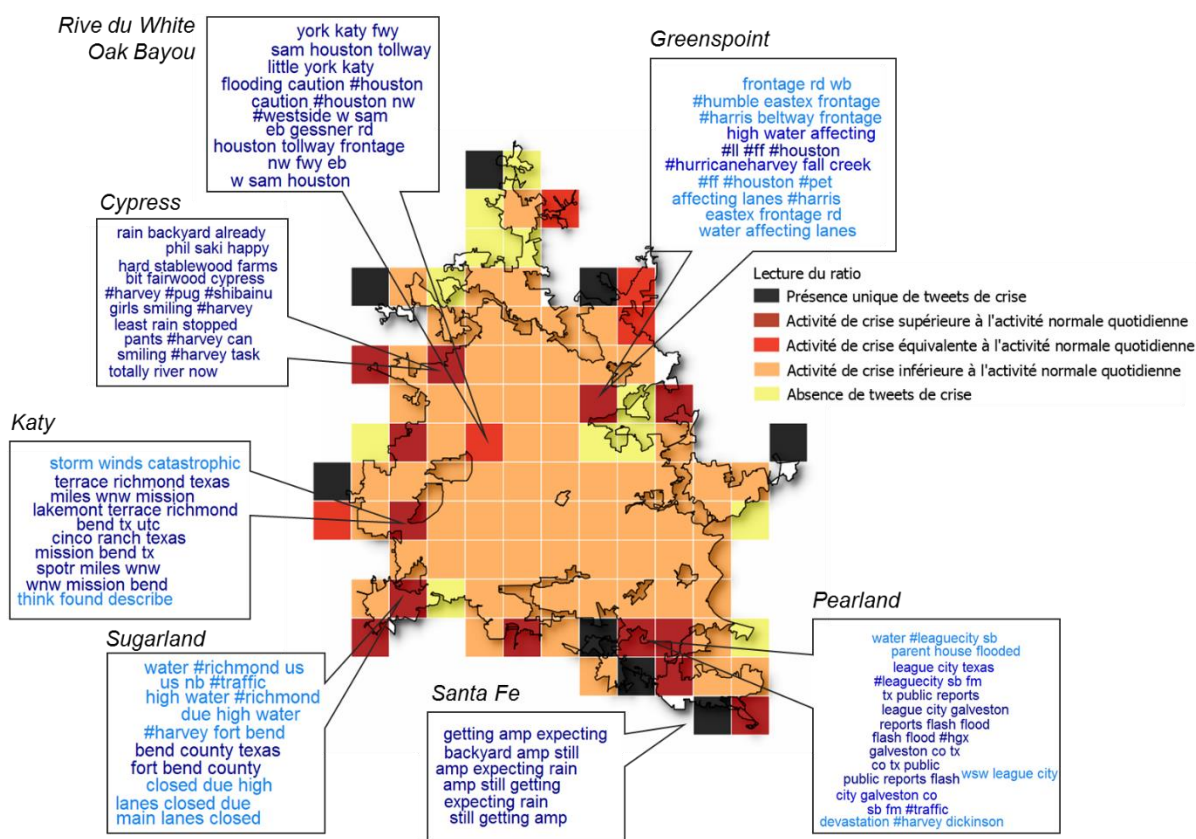 Rive du White
Oak Bayou
york katy fwy
sam houston tollway
little york katy
flooding caution #houston
caution #houston nw
#westside w sam
eb gessner rd
houston tollway frontage
nw fwy eb
w sam houston
Greenspoint
frontage rd wb
#humble eastex frontage
#harris beltway frontage
high water affecting
#ll #ff #houston
#hurricaneharvey fall creek
#ff #houston #pet
affecting lanes #harris
eastex frontage rd
water affecting lanes
Cypress
rain backyard already
phil saki happy
hard stablewood farms
bit fairwood cypress
#harvey #pug #shibainu
girls smiling #harvey
least rain stopped
pants #harvey can
smiling #harvey task
totally river now
Lecture du ratio
Présence unique de tweets de crise
Activité de crise supérieure à l'activité normale quotidienne
Activité de crise équivalente à l'activité normale quotidienne
Activité de crise inférieure à l'activité normale quotidienne
Absence de tweets de crise
Katy
storm winds catastrophic
terrace richmond texas
miles wnw mission
lakemont terrace richmond
bend tx utc
cinco ranch texas
mission bend tx
spotr miles wnw
wnw mission bend
think found describe
Sugarland
water #richmond us
us nb #traffic
high water #richmond
due high water
#harvey fort bend
bend county texas
fort bend county
closed due high
lanes closed due
main lanes closed
Santa Fe
getting amp expecting
backyard amp still
amp expecting rain
amp still getting
expecting rain
still getting amp
Pearland
water #leaguecity sb
parent house flooded
league city texas
#leaguecity sb fm
tx public reports
league city galveston
reports flash flood
flash flood #hgx
galveston co tx
co tx public
public reports flash wsw league city
city galveston co
sb fm #traffic
devastation #harvey dickinson